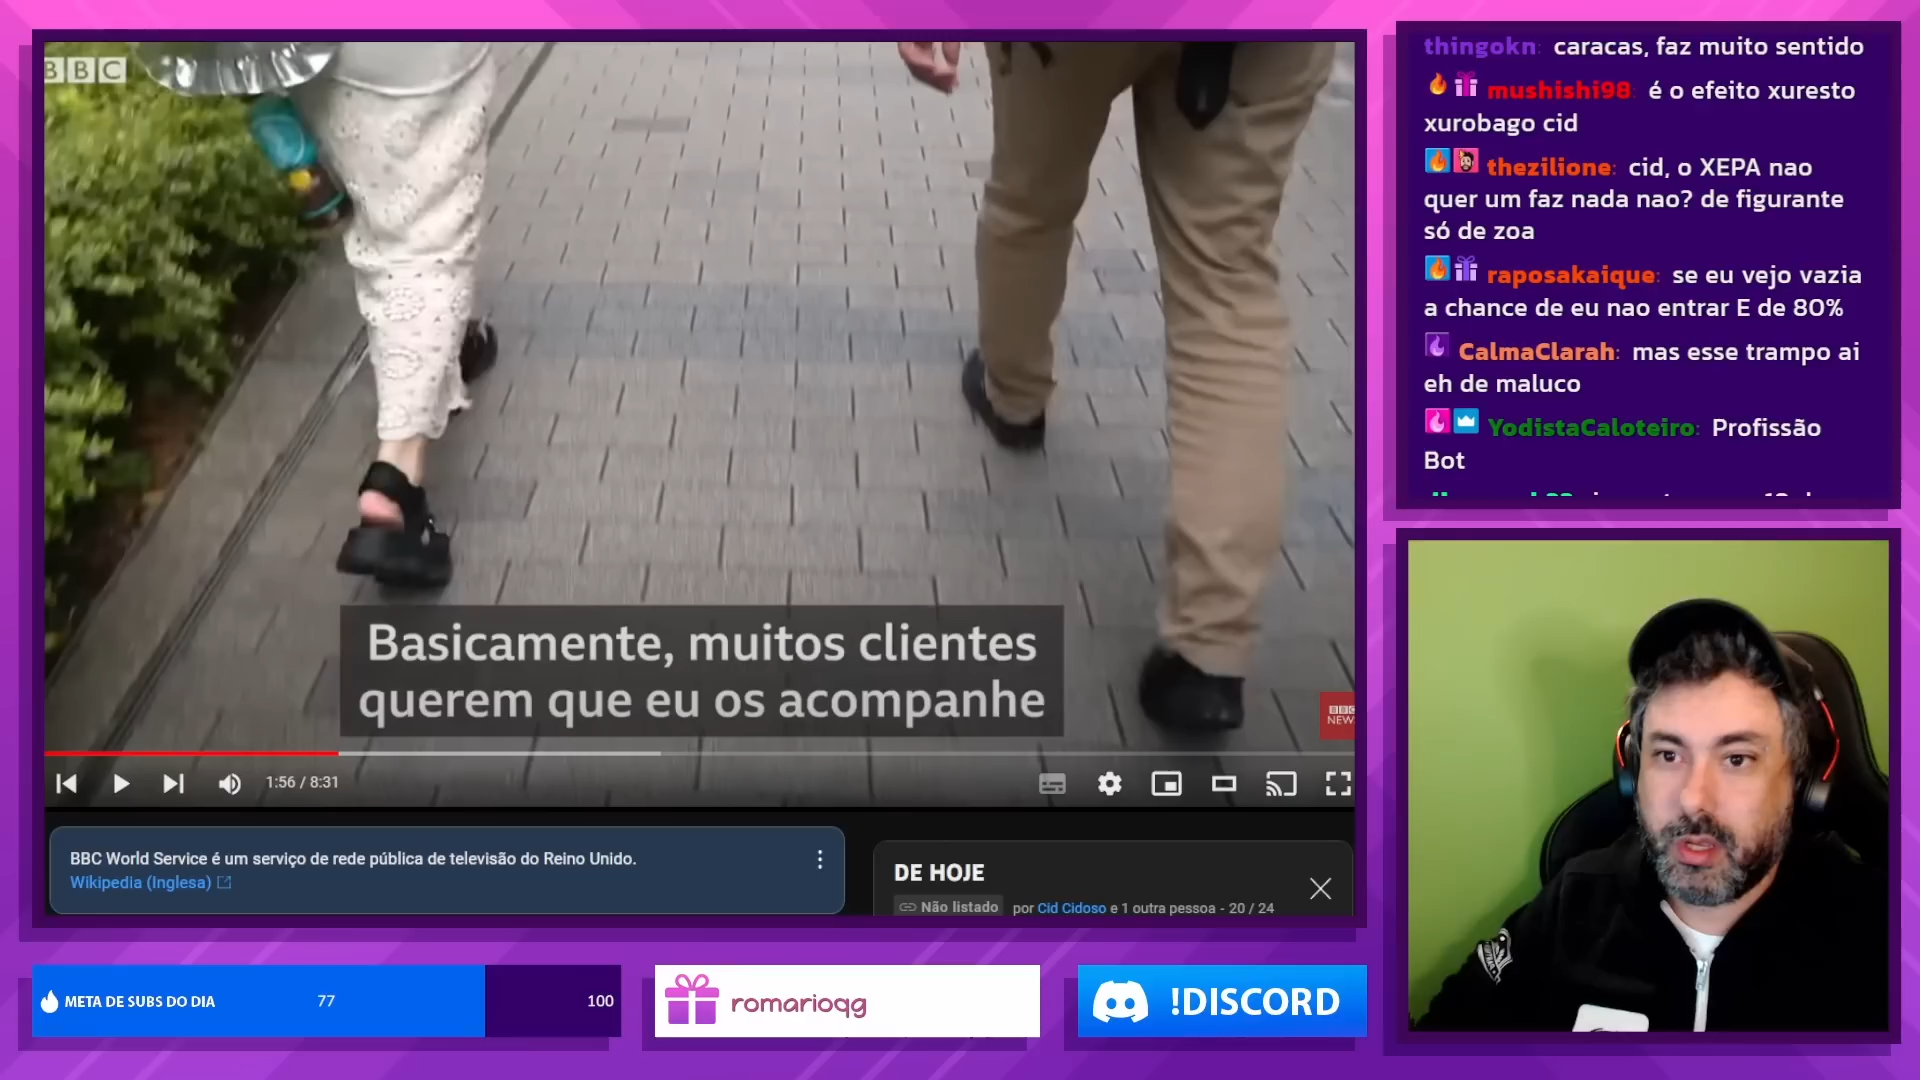 BBC
Basicamente, muitos clientes
querem que eu os acompanhe
BBC
NEWS
1:56 / 8:31
BBC World Service é um serviço de rede pública de televisão do Reino Unido.
Wikipedia (Inglesa)
DE HOJE
Não listado por Cid Cidoso e 1 outra pessoa - 20 / 24
META DE SUBS DO DIA 77 100
romarioqg
!DISCORD
thingokn: caracas, faz muito sentido
mushishi98: é o efeito xuresto
xurobago cid
thezilione: cid, o XEPA nao
quer um faz nada nao? de figurante
só de zoa
raposakaique: se eu vejo vazia
a chance de eu nao entrar E de 80%
CalmaClarah: mas esse trampo ai
eh de maluco
YodistaCaloteiro: Profissão
Bot